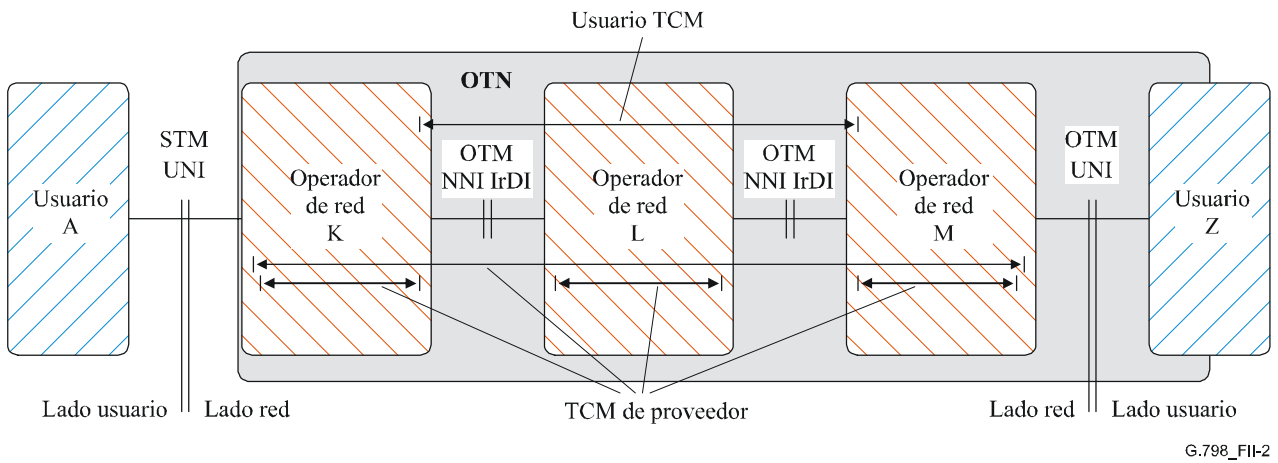 Usuario TCM
OTN
STM
UNI
OTM
NNI IrDI
OTM
NNI IrDI
OTM
UNI
Usuario
A
Operador
de red
K
Operador
de red
L
Operador
de red
M
Usuario
Z
Lado usuario
Lado red
TCM de proveedor
Lado red
Lado usuario
G.798_FII-2